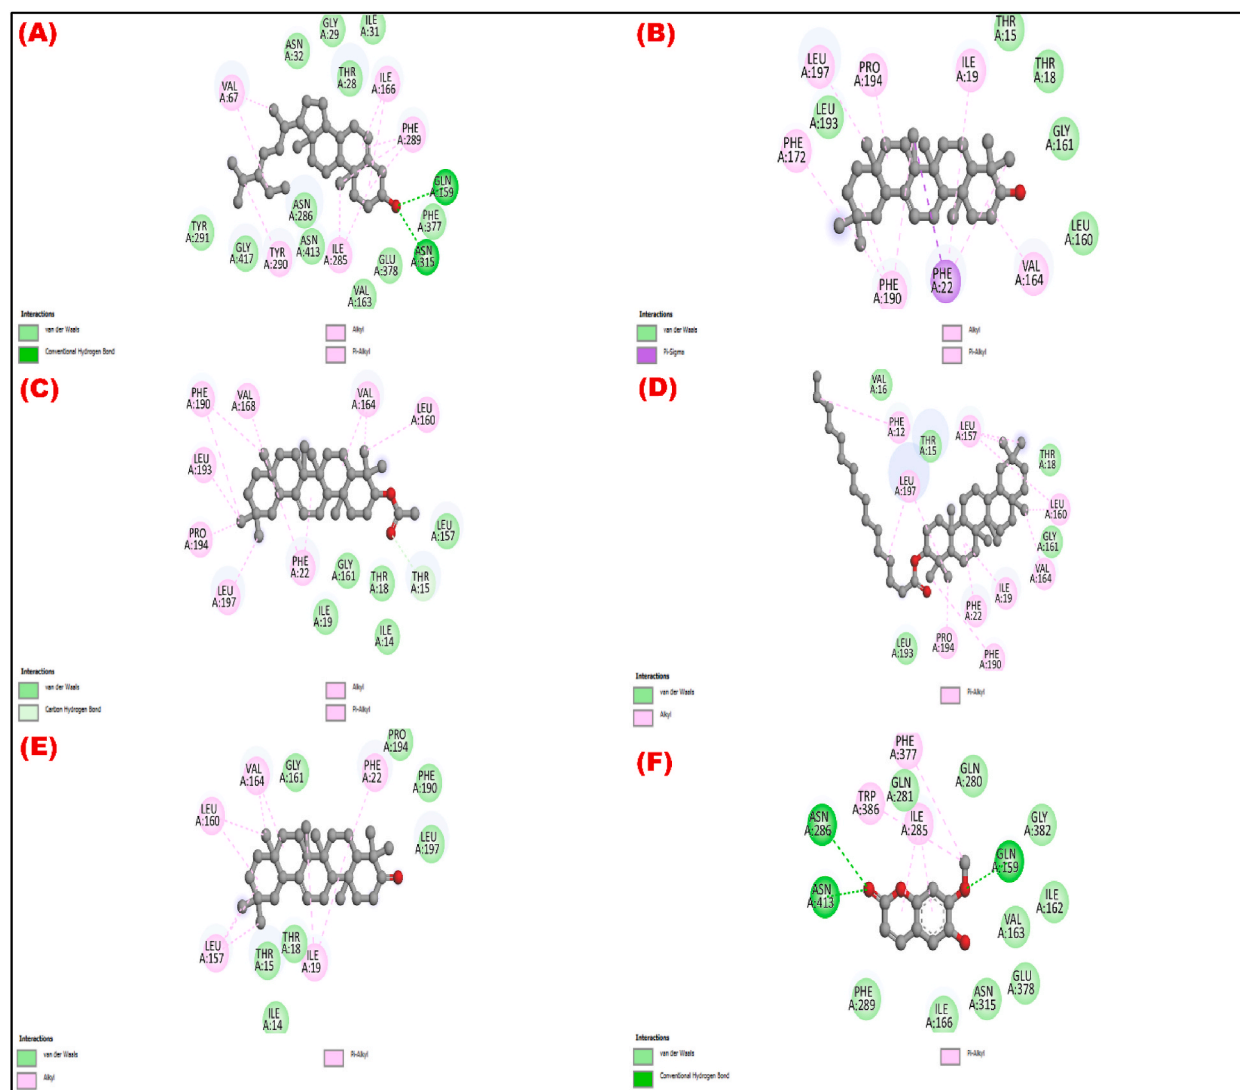 (A)
GLY
A:29
ILE
A:31
ASN
A:32
THR
A:28
ILE
A:166
VAL
A:67
PHE
A:289
GLN
A:159
ASN
A:286
PHE
A:377
TYR
A:291
GLY
A:417
TYR
A:290
ASN
A:413
ILE
A:285
GLU
A:378
ASN
A:315
VAL
A:163
Interactions
van der Waals
Conventional Hydrogen Bond
Alkyl
Pi-Alkyl
(B)
THR
A:15
LEU
A:197
PRO
A:194
ILE
A:19
THR
A:18
LEU
A:193
GLY
A:161
PHE
A:172
LEU
A:160
PHE
A:190
PHE
A:22
VAL
A:164
Interactions
van der Waals
Pi-Sigma
Alkyl
Pi-Alkyl
(C)
PHE
A:190
VAL
A:168
VAL
A:164
LEU
A:160
LEU
A:193
PRO
A:194
LEU
A:157
PHE
A:22
GLY
A:161
THR
A:18
THR
A:15
LEU
A:197
ILE
A:19
ILE
A:14
Interactions
van der Waals
Carbon Hydrogen Bond
Alkyl
Pi-Alkyl
(D)
VAL
A:16
PHE
A:12
THR
A:15
LEU
A:157
THR
A:18
LEU
A:197
LEU
A:160
GLY
A:161
VAL
A:164
ILE
A:19
PHE
A:22
LEU
A:193
PRO
A:194
PHE
A:190
Interactions
van der Waals
Alkyl
Pi-Alkyl
(E)
PRO
A:194
VAL
A:164
GLY
A:161
PHE
A:22
PHE
A:190
LEU
A:160
LEU
A:197
LEU
A:157
THR
A:15
THR
A:18
ILE
A:19
ILE
A:14
Interactions
van der Waals
Alkyl
Pi-Alkyl
(F)
PHE
A:377
GLN
A:280
TRP
A:386
GLN
A:281
ASN
A:286
ILE
A:285
GLY
A:382
GLN
A:159
ASN
A:413
ILE
A:162
VAL
A:163
PHE
A:289
ILE
A:166
ASN
A:315
GLU
A:378
Interactions
van der Waals
Conventional Hydrogen Bond
Pi-Alkyl